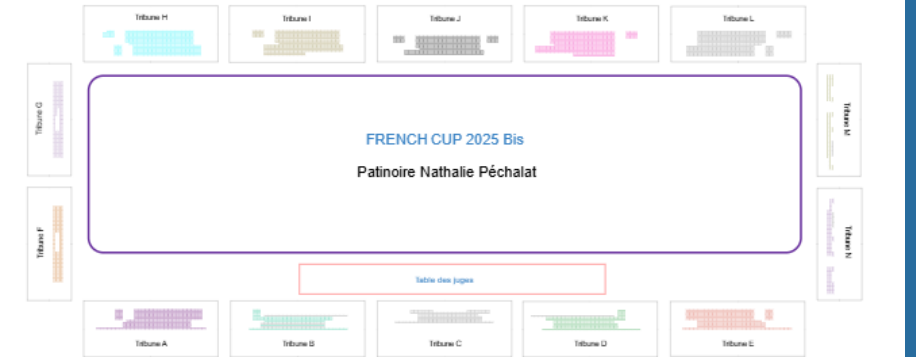 Tribune H
Tribune I
Tribune J
Tribune K
Tribune L
Tribune G
Tribune M
FRENCH CUP 2025 Bis
Patinoire Nathalie Péchalat
Tribune F
Tribune N
Table des juges
Tribune A
Tribune B
Tribune C
Tribune D
Tribune E